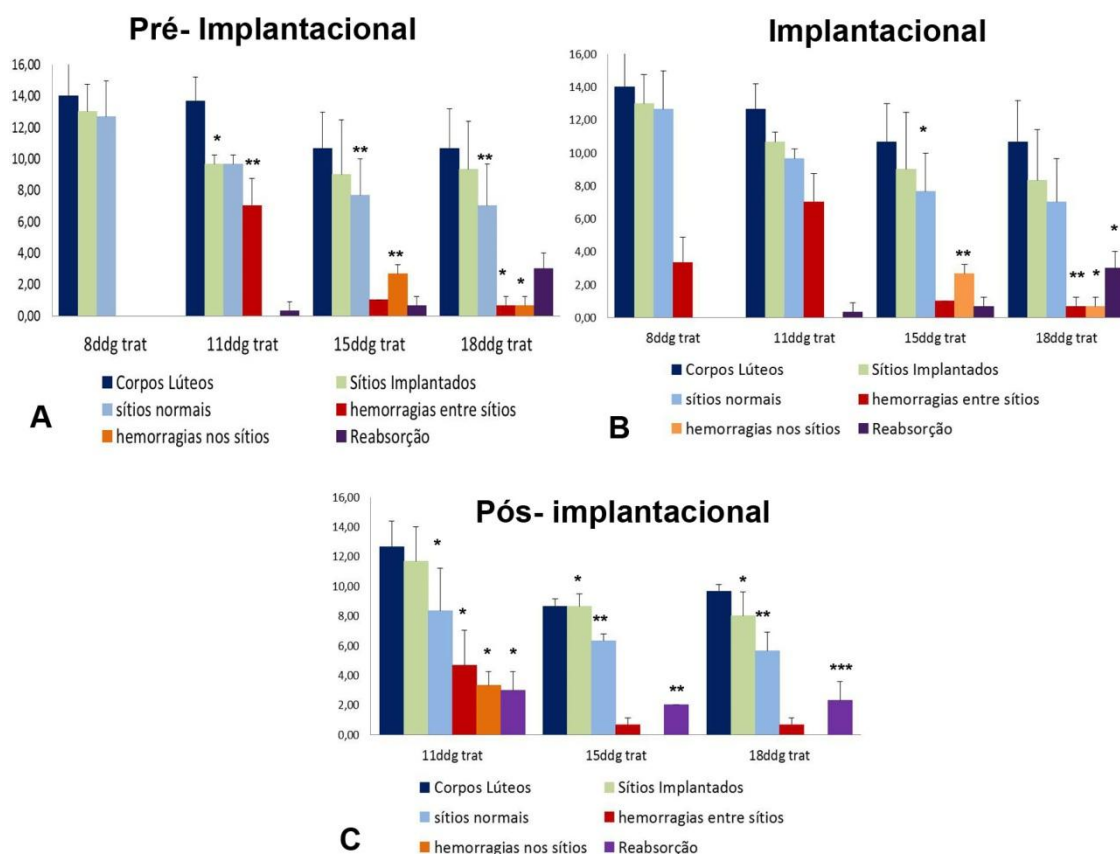 Pré- Implantacional
16,00
14,00
12,00
10,00
8,00
6,00
4,00
2,00
0,00
* ** ** ** ** * *
8ddg trat 11ddg trat 15ddg trat 18ddg trat
Corpos Lúteos Sítios Implantados
sítios normais hemorragias entre sítios
hemorragias nos sítios Reabsorção
A
Implantacional
16,00
14,00
12,00
10,00
8,00
6,00
4,00
2,00
0,00
* ** ** * *
8ddg trat 11ddg trat 15ddg trat 18ddg trat
Corpos Lúteos Sítios Implantados
sítios normais hemorragias entre sítios
hemorragias nos sítios Reabsorção
B
Pós- implantacional
16,00
14,00
12,00
10,00
8,00
6,00
4,00
2,00
0,00
* * * * * ** ** * ** ***
11ddg trat 15ddg trat 18ddg trat
Corpos Lúteos Sítios Implantados
sítios normais hemorragias entre sítios
hemorragias nos sítios Reabsorção
C